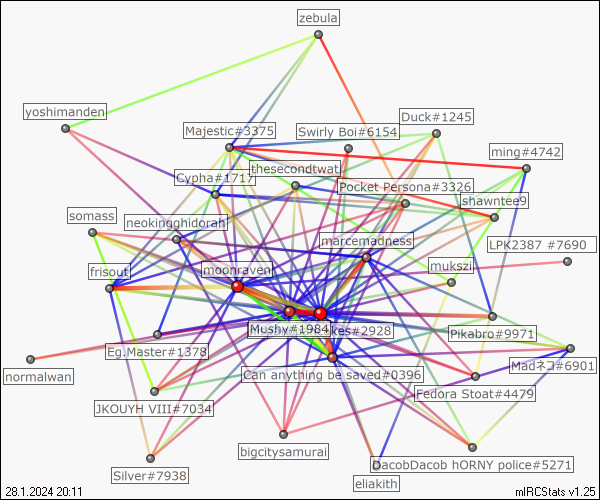 zebula
yoshimanden
Duck#1245
Majestic#3375
Swirly Boi#6154
ming#4742
thesecondtwat
Cypha#1717
Pocket Persona#3326
shawntee9
somass
neokingghidorah
marcemadness
LPK2387 #7690
frisout
moonraven
mukszi
Mushy#1984
kes#2928
Pikabro#9971
Eg.Master#1378
Madネコ#6901
normalwan
Can anything be saved#0396
Fedora Stoat#4479
JKOUYH VIII#7034
bigcitysamurai
DacobDacob hORNY police#5271
Silver#7938
eliakith
28.1.2024 20:11
mIRCStats v1.25